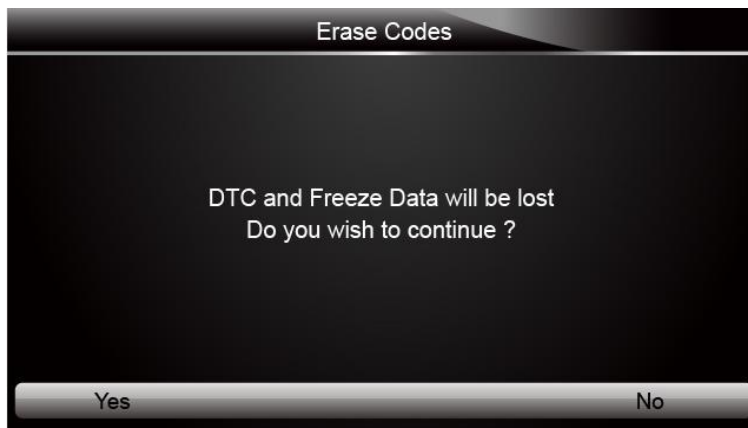 Erase Codes
DTC and Freeze Data will be lost
Do you wish to continue ?
Yes No